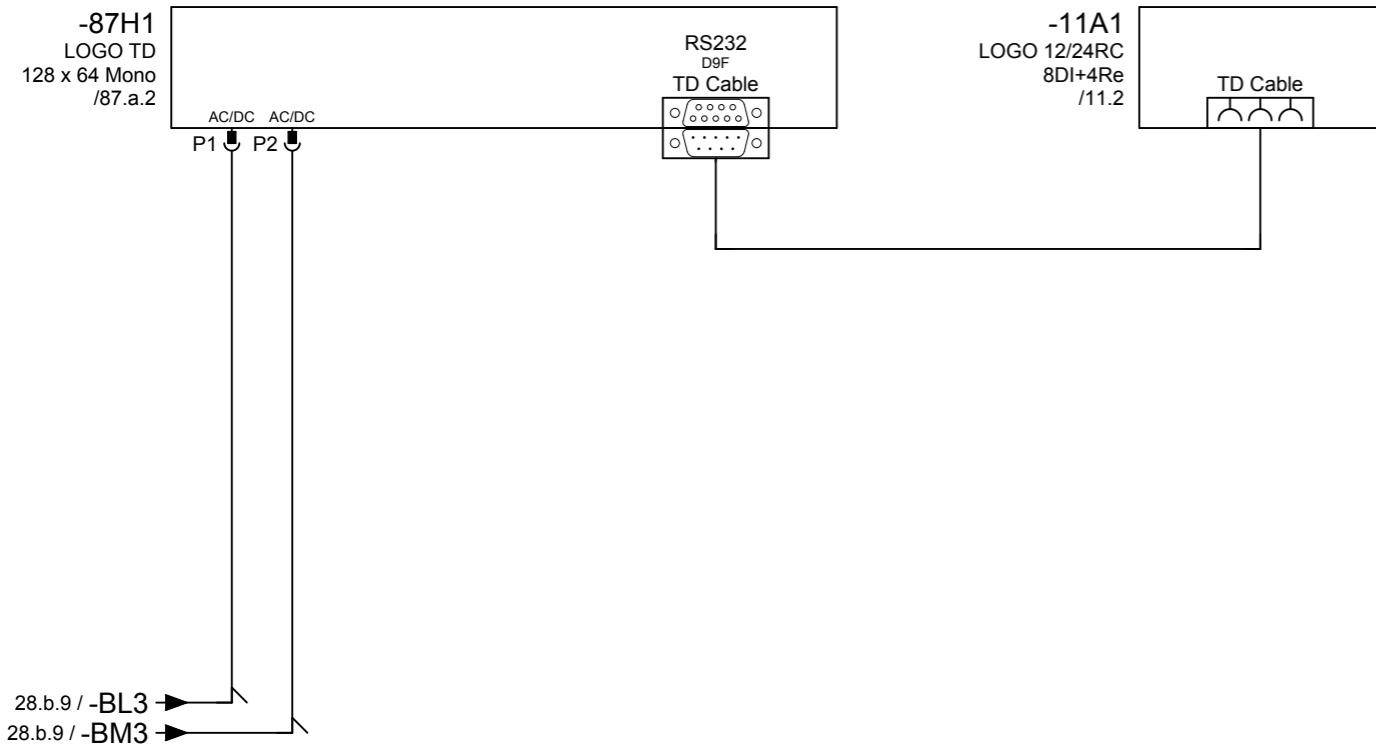 -87H1
LOGO TD
128 x 64 Mono
/87.a.2
AC/DC
AC/DC
P1
P2
RS232
D9F
TD Cable
-11A1
LOGO 12/24RC
8DI+4Re
/11.2
TD Cable
28.b.9 / -BL3
28.b.9 / -BM3